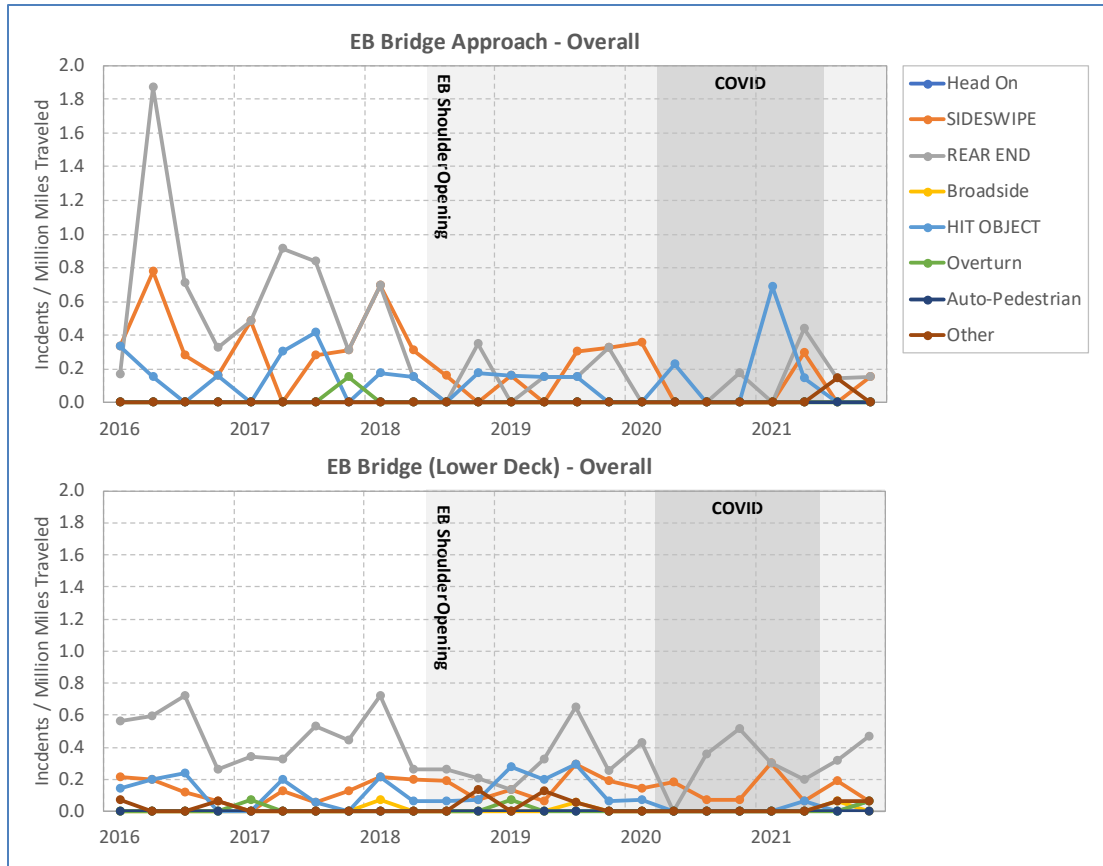 EB Bridge Approach - Overall
Incdents / Million Miles Traveled
2.0
1.8
1.6
1.4
1.2
1.0
0.8
0.6
0.4
0.2
0.0
EB ShoulderOpening
COVID
2016 2017 2018 2019 2020 2021
Head On
SIDESWIPE
REAR END
Broadside
HIT OBJECT
Overturn
Auto-Pedestrian
Other
EB Bridge (Lower Deck) - Overall
Incdents / Million Miles Traveled
2.0
1.8
1.6
1.4
1.2
1.0
0.8
0.6
0.4
0.2
0.0
EB ShoulderOpening
COVID
2016 2017 2018 2019 2020 2021